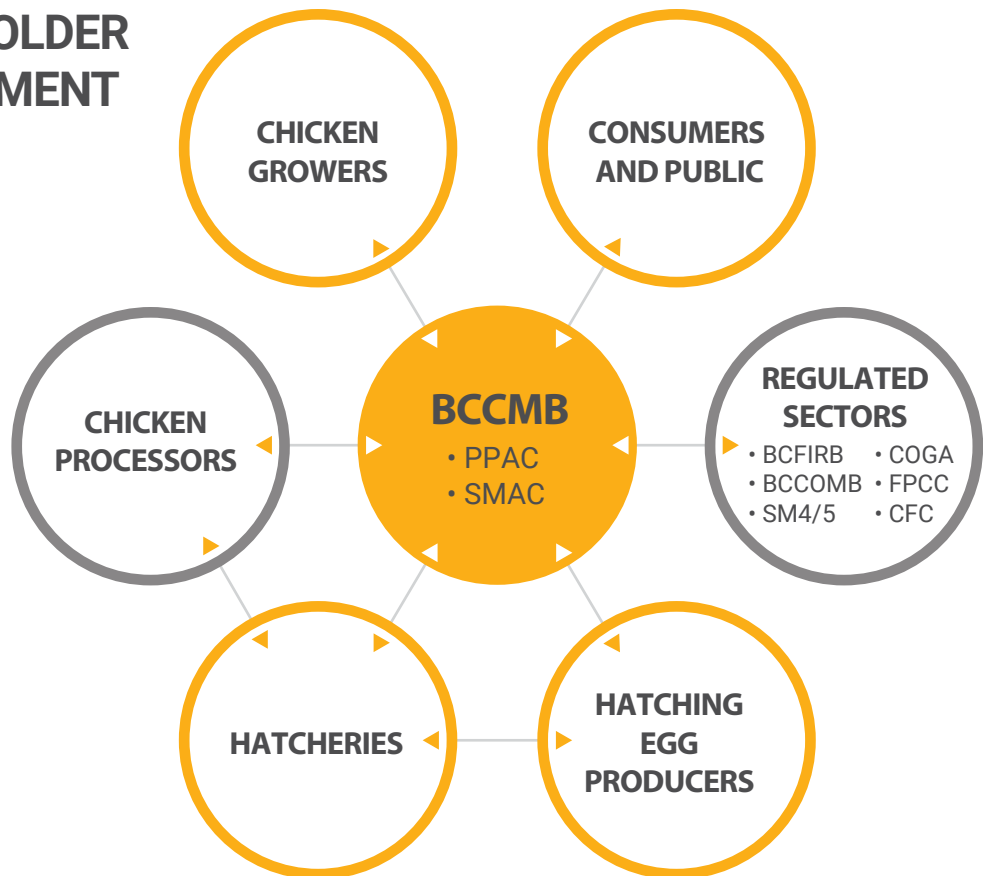 OLDER
MENT
CHICKEN
GROWERS
CONSUMERS
AND PUBLIC
CHICKEN
PROCESSORS
BCCMB
• PPAC
• SMAC
REGULATED
SECTORS
• BCFIRB • COGA
• BCCOMB • FPCC
• SM4/5 • CFC
HATCHERIES
HATCHING
EGG
PRODUCERS